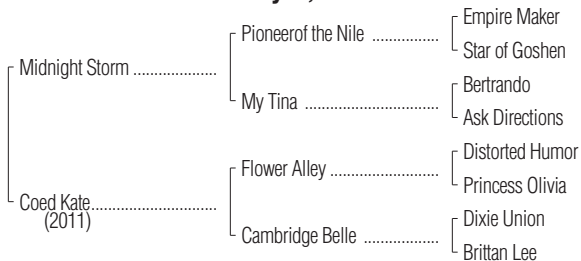 Empire Maker
Pioneerof the Nile ................
Star of Goshen
Midnight Storm ....................
Bertrando
My Tina ................................
Ask Directions
Distorted Humor
Flower Alley ..........................
Princess Olivia
Coed Kate..............................
(2011)
Dixie Union
Cambridge Belle ..................
Brittan Lee